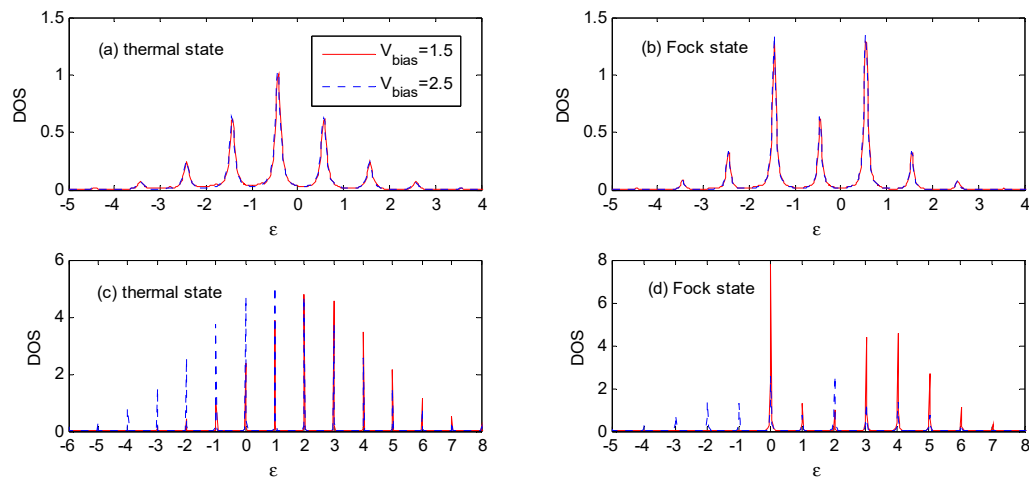 1.5
1
0.5
0
DOS
(a) thermal state
V_bias=1.5
V_bias=2.5
-5 -4 -3 -2 -1 0 1 2 3 4
ε
1.5
1
0.5
0
DOS
(b) Fock state
-5 -4 -3 -2 -1 0 1 2 3 4
ε
6
4
2
0
DOS
(c) thermal state
-6 -5 -4 -3 -2 -1 0 1 2 3 4 5 6 7 8
ε
8
6
4
2
0
DOS
(d) Fock state
-5 -4 -3 -2 -1 0 1 2 3 4 5 6 7 8
ε